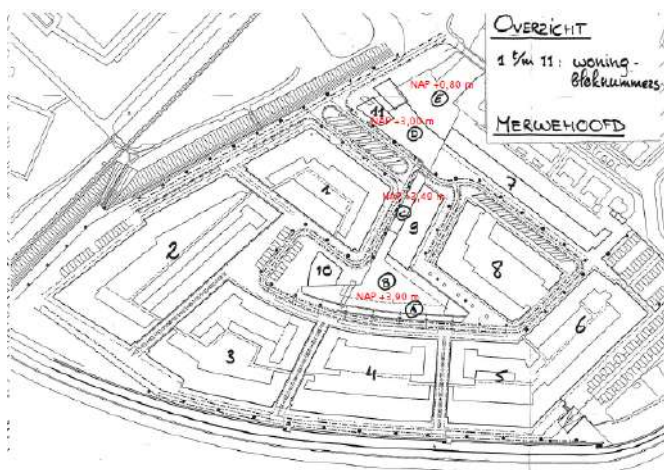 OVERZICHT
1 t/m 11: woning-
bloknummers
MERWEHOOFD
NAP +0,80 m
E
11
NAP +3,00 m
D
7
1
NAP +3,40 m
C
9
2
10
B
8
NAP +3,90 m
A
6
3
4
5